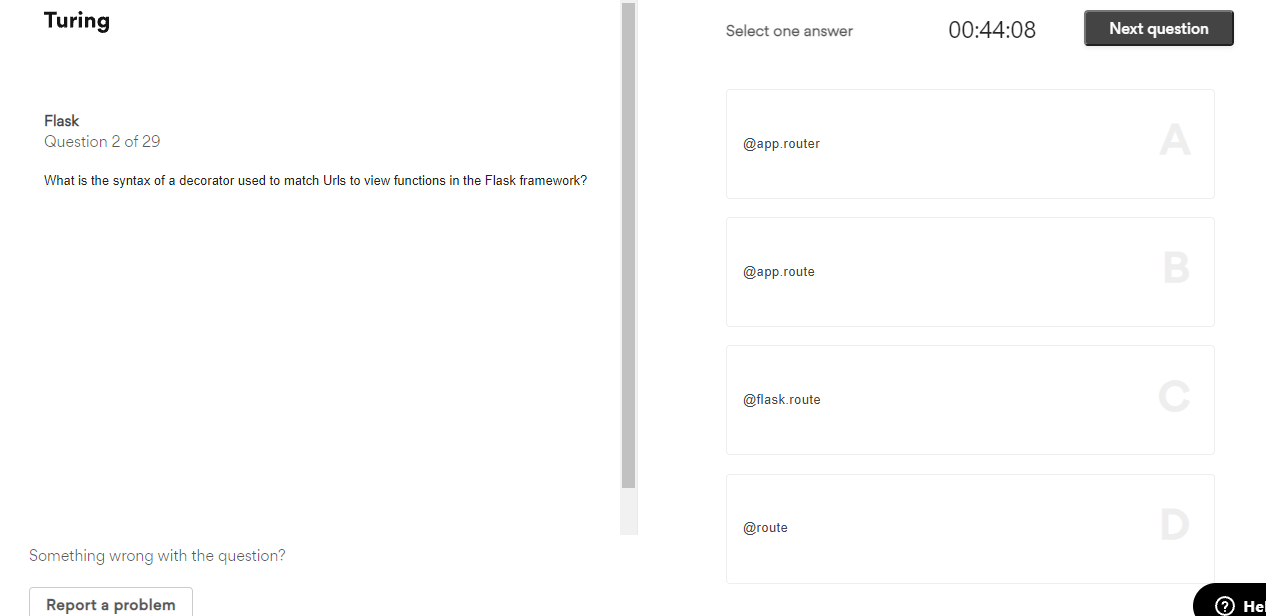 Turing
Flask
Question 2 of 29
What is the syntax of a decorator used to match Urls to view functions in the Flask framework?
Something wrong with the question?
Report a problem
Select one answer
00:44:08
Next question
@app.router
A
@app.route
B
@flask.route
C
@route
D
Hel